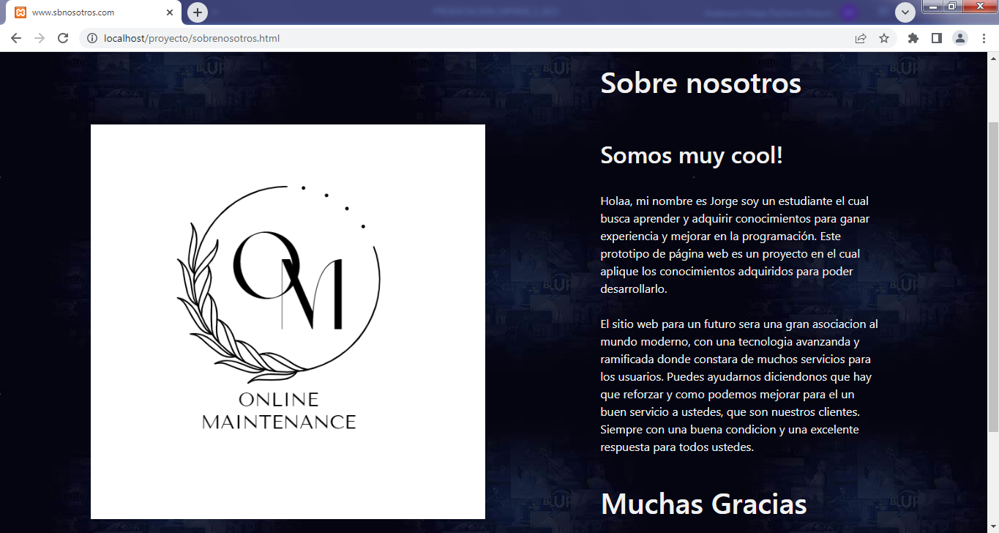 www.sbnosotros.com
localhost/proyecto/sobrenosotros.html
OM
ONLINE
MAINTENANCE
Sobre nosotros
Somos muy cool!
Holaa, mi nombre es Jorge soy un estudiante el cual
busca aprender y adquirir conocimientos para ganar
experiencia y mejorar en la programación. Este
prototipo de página web es un proyecto en el cual
aplique los conocimientos adquiridos para poder
desarrollarlo.
El sitio web para un futuro sera una gran asociacion al
mundo moderno, con una tecnologia avanzanda y
ramificada donde constara de muchos servicios para
los usuarios. Puedes ayudarnos diciendonos que hay
que reforzar y como podemos mejorar para el un
buen servicio a ustedes, que son nuestros clientes.
Siempre con una buena condicion y una excelente
respuesta para todos ustedes.
Muchas Gracias